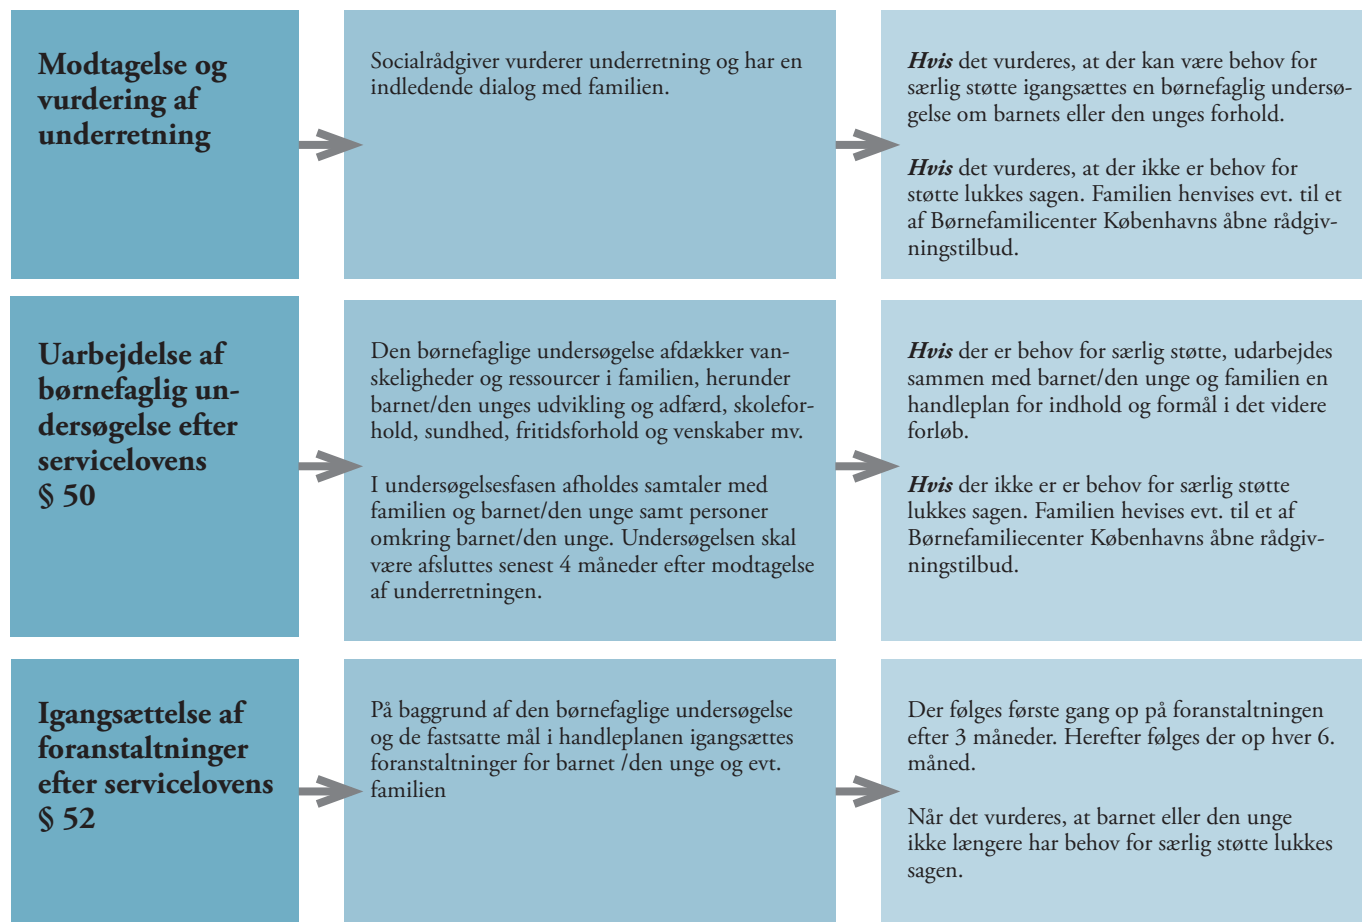 Modtagelse og
vurdering af
underretning
Socialrådgiver vurderer underretning og har en
indledende dialog med familien.
Hvis det vurderes, at der kan være behov for
særlig støtte igangsættes en børnefaglig undersø-
gelse om barnets eller den unges forhold.
Hvis det vurderes, at der ikke er behov for
støtte lukkes sagen. Familien henvises evt. til et
af Børnefamilicenter Københavns åbne rådgiv-
ningstilbud.
Uarbejdelse af
børnefaglig un-
dersøgelse efter
servicelovens
§ 50
Den børnefaglige undersøgelse afdækker van-
skeligheder og ressourcer i familien, herunder
barnet/den unges udvikling og adfærd, skolefor-
hold, sundhed, fritidsforhold og venskaber mv.
I undersøgelsesfasen afholdes samtaler med
familien og barnet/den unge samt personer
omkring barnet/den unge. Undersøgelsen skal
være afsluttes senest 4 måneder efter modtagelse
af underretningen.
Hvis der er behov for særlig støtte, udarbejdes
sammen med barnet/den unge og familien en
handleplan for indhold og formål i det videre
forløb.
Hvis der ikke er er behov for særlig støtte
lukkes sagen. Familien hevises evt. til et af
Børnefamiliecenter Københavns åbne rådgiv-
ningstilbud.
Igangsættelse af
foranstaltninger
efter servicelovens
§ 52
På baggrund af den børnefaglige undersøgelse
og de fastsatte mål i handleplanen igangsættes
foranstaltninger for barnet /den unge og evt.
familien
Der følges første gang op på foranstaltningen
efter 3 måneder. Herefter følges der op hver 6.
måned.
Når det vurderes, at barnet eller den unge
ikke længere har behov for særlig støtte lukkes
sagen.